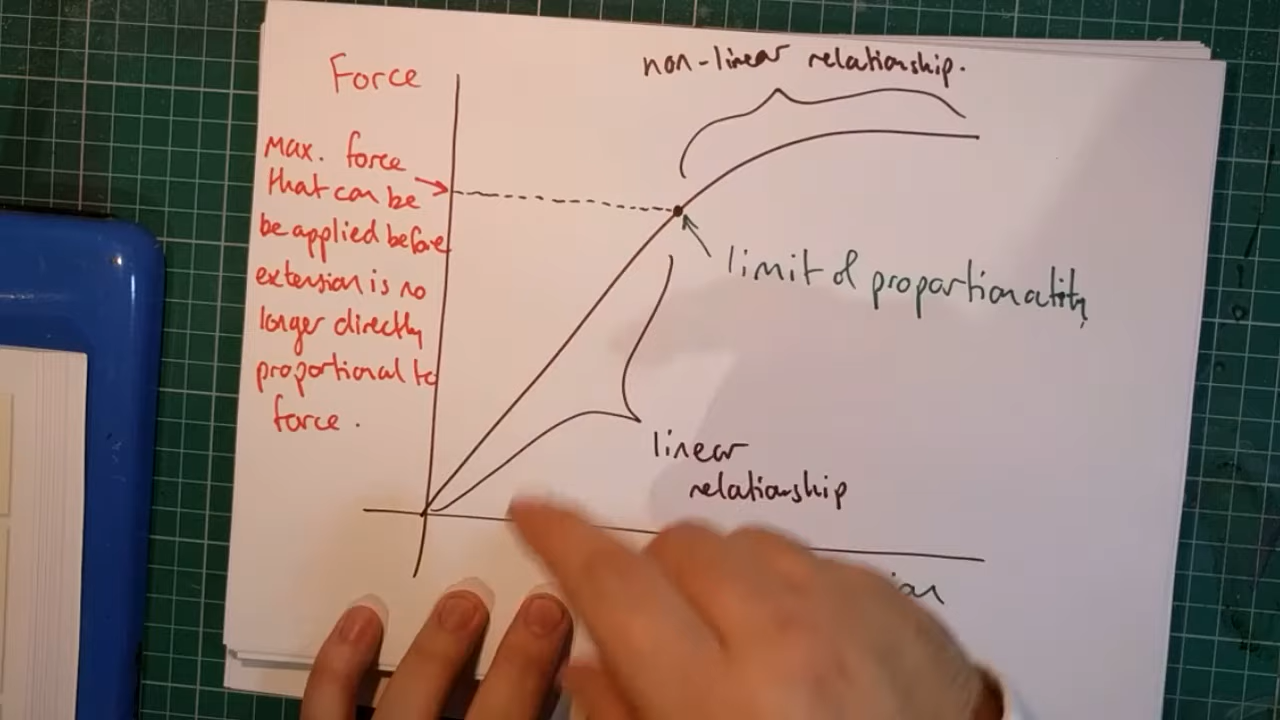 non-linear relationship.
Force
Max. force
that can be
be applied before
extension is no
longer directly
proportional to
force.
limit of proportionality
linear
relationship